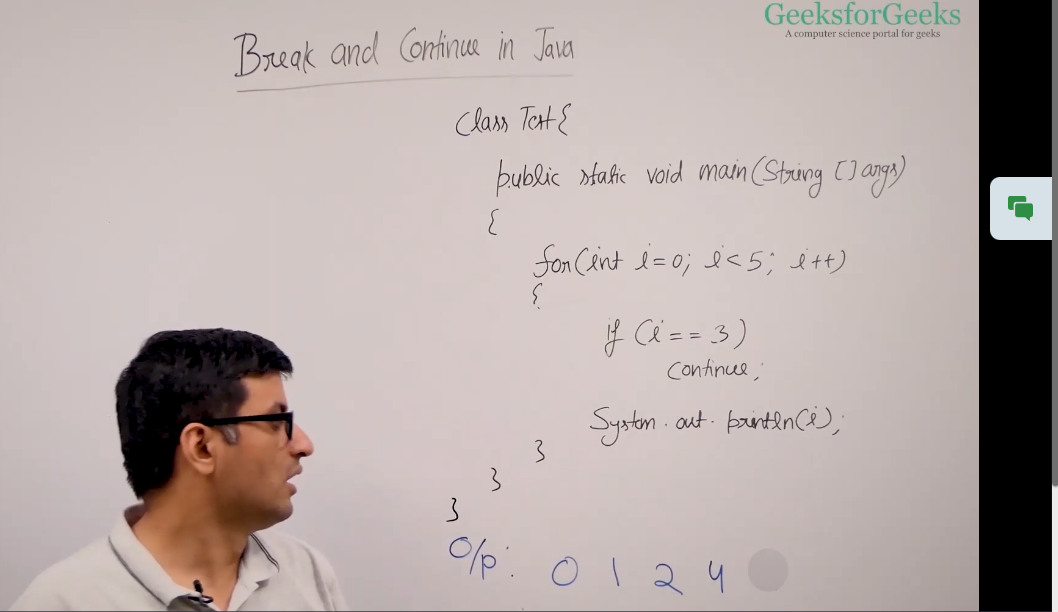 GeeksforGeeks
A computer science portal for geeks
Break and Continue in Java
Class Test{
public static void main(String []args)
{
for(int i=0; i<5; i++)
{
if (i== 3)
Continue;
System.out.println(i);
}
}
}
O/p: 0 1 2 4